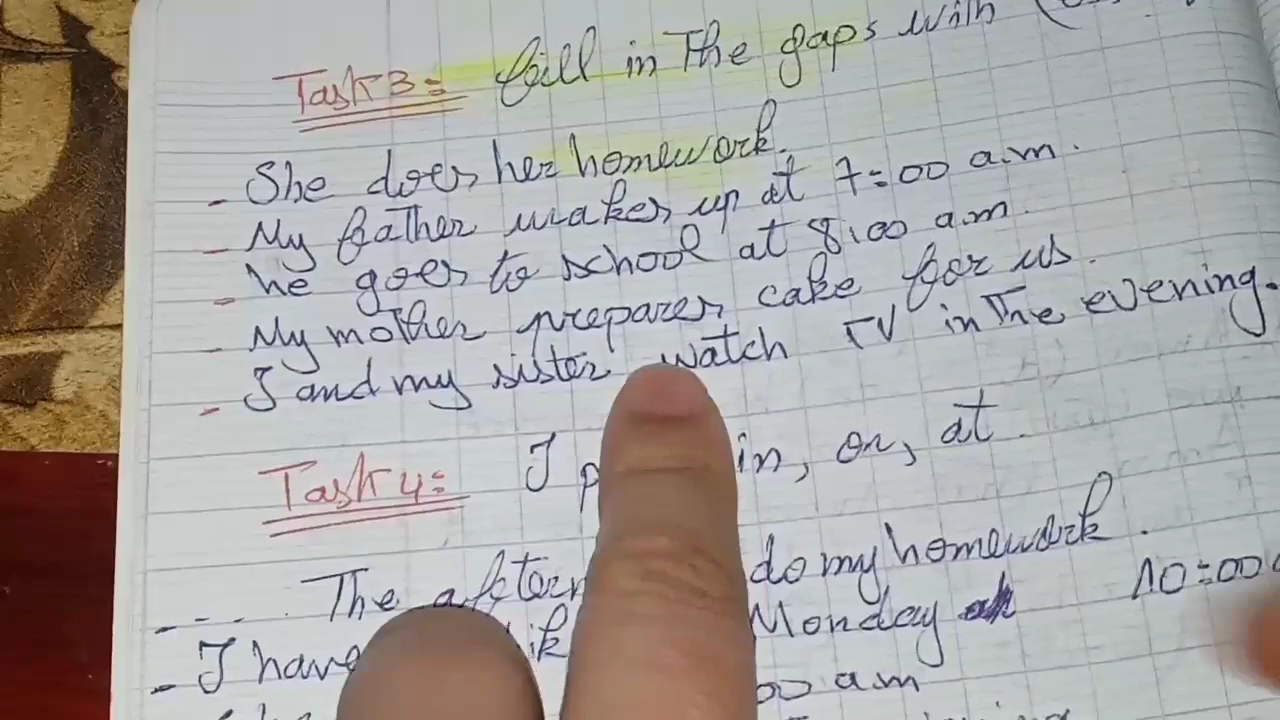 Task 3: fill in The gaps with (
- She does her homework.
- My father wakes up at 7:00 a.m.
- he goes to school at 8:00 a.m.
- My mother prepares cake for us.
- I and my sister watch TV in The evening.
Task 4: I in, on, at.
- - - . The do my homework.
- I have Monday 10:00
00 a.m